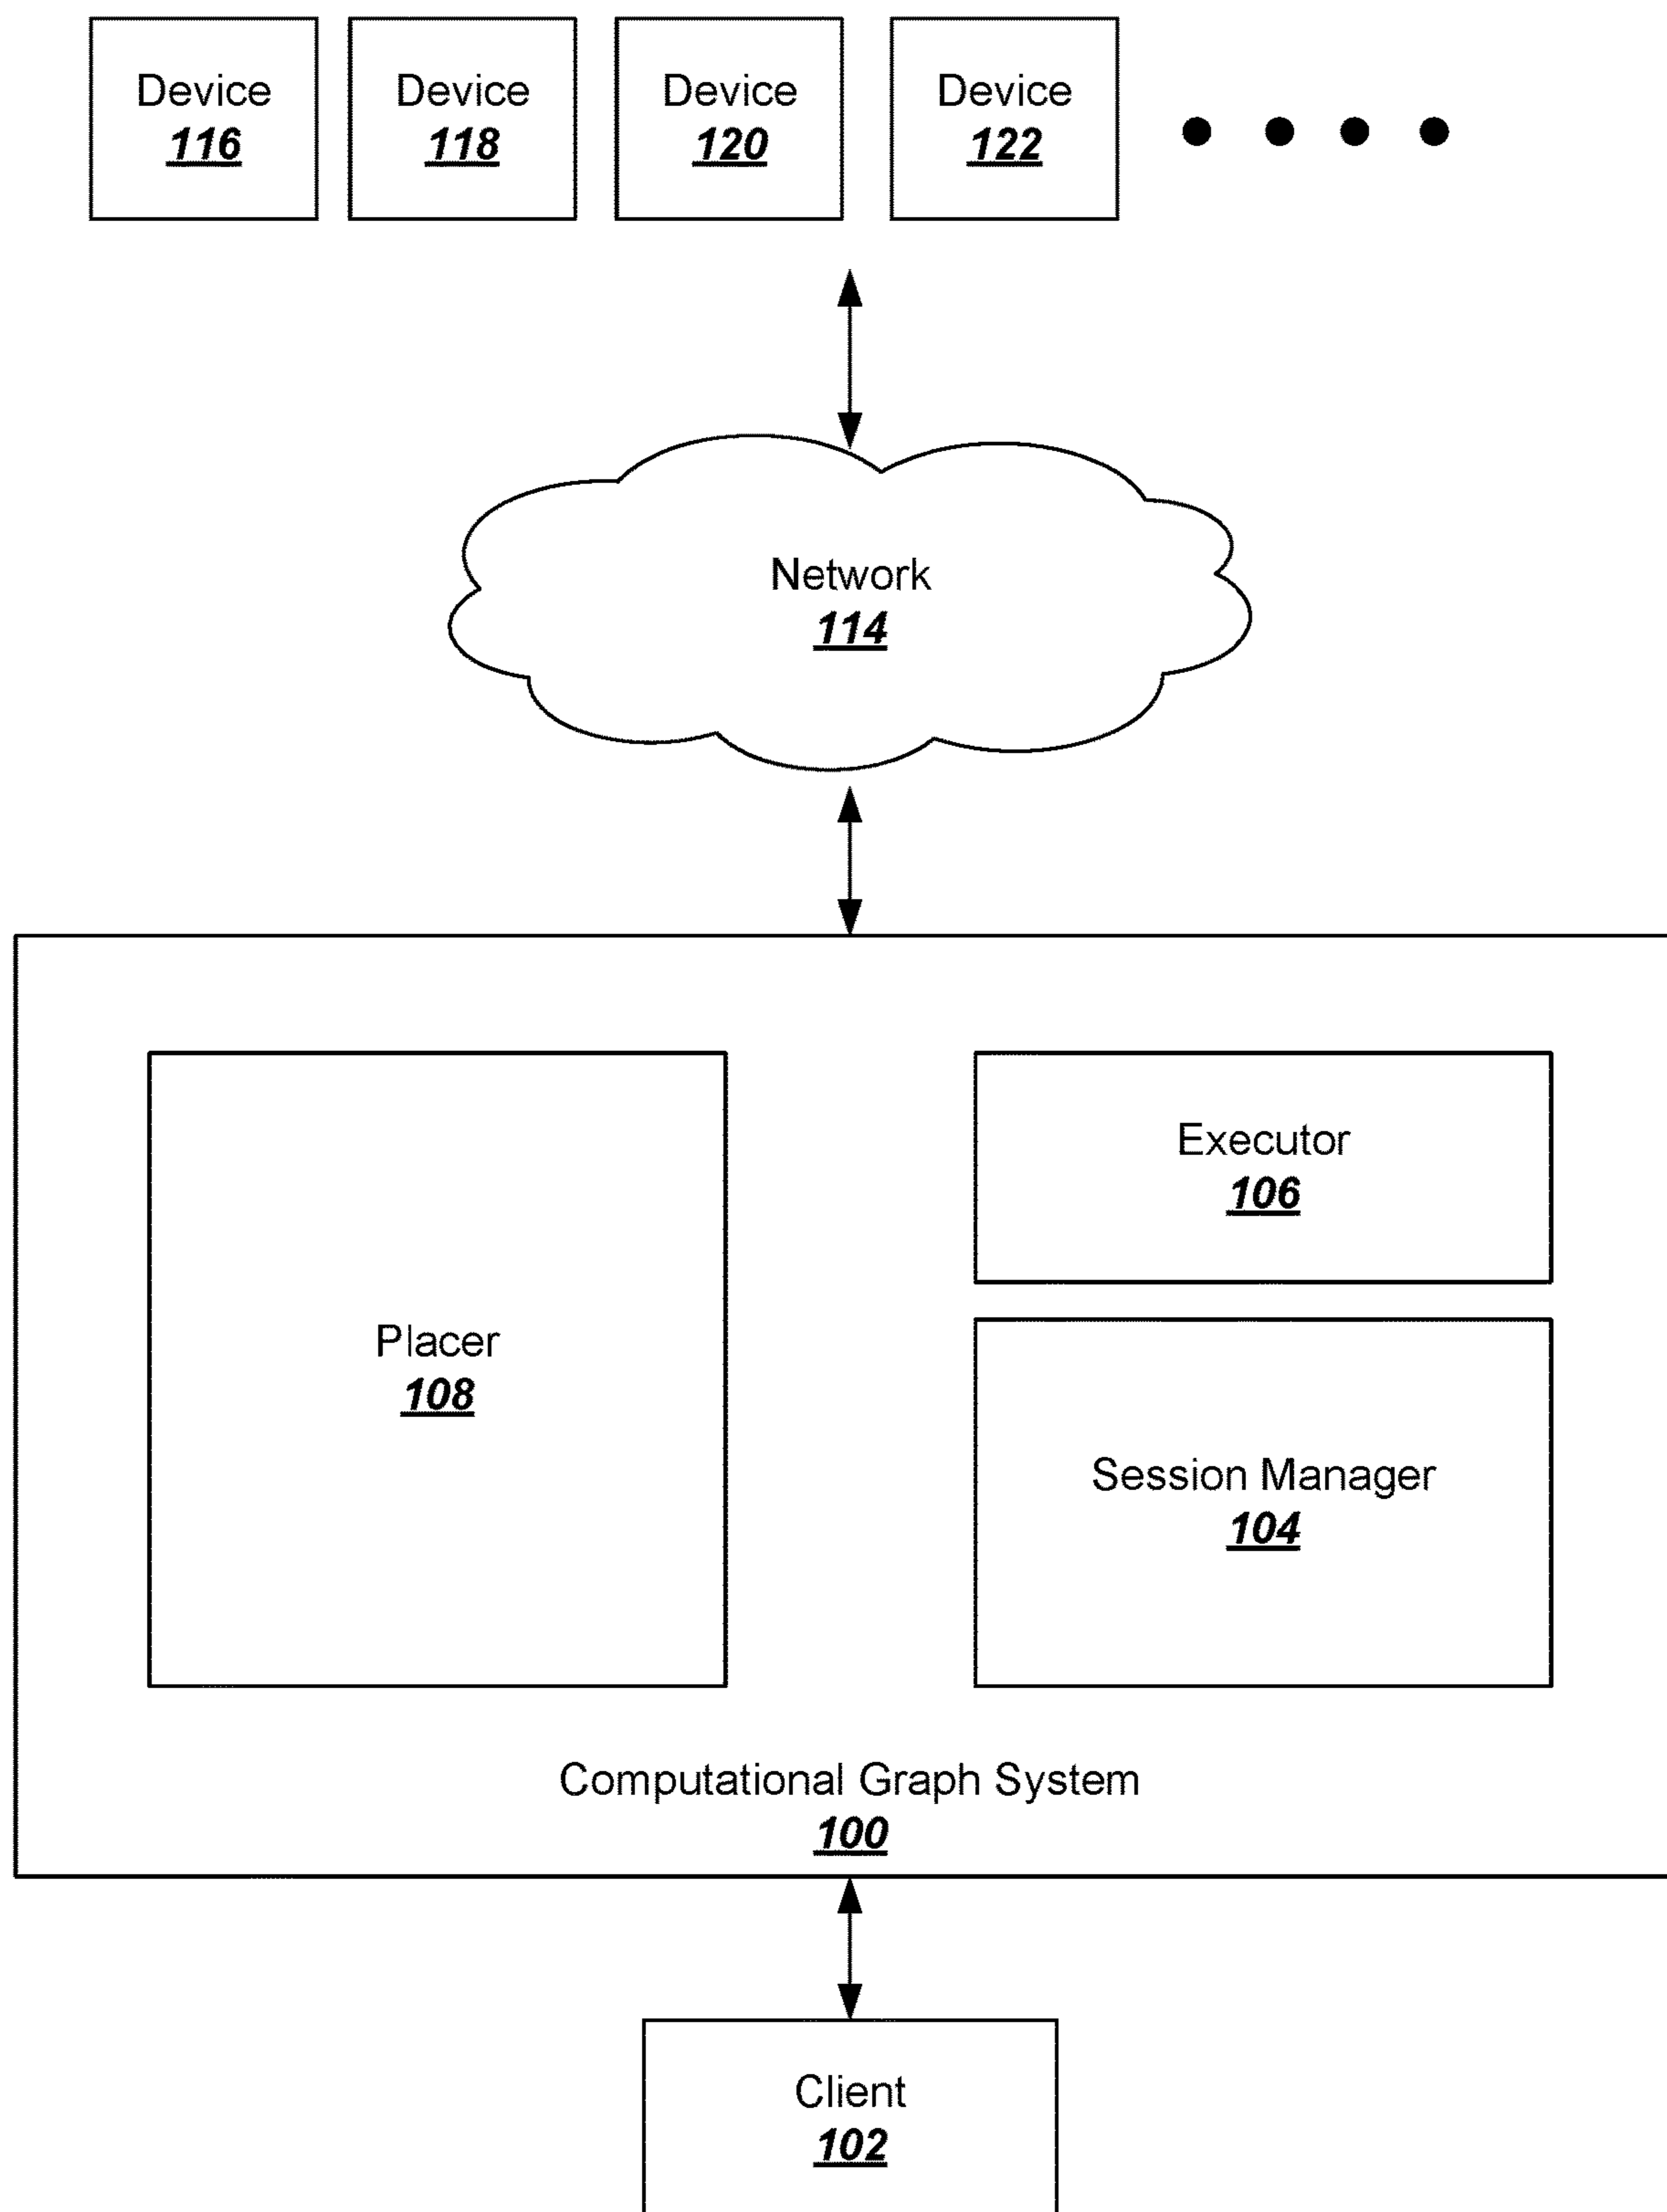 Device
116
Device
118
Device
120
Device
122
Network
114
Placer
108
Executor
106
Session Manager
104
Computational Graph System
100
Client
102